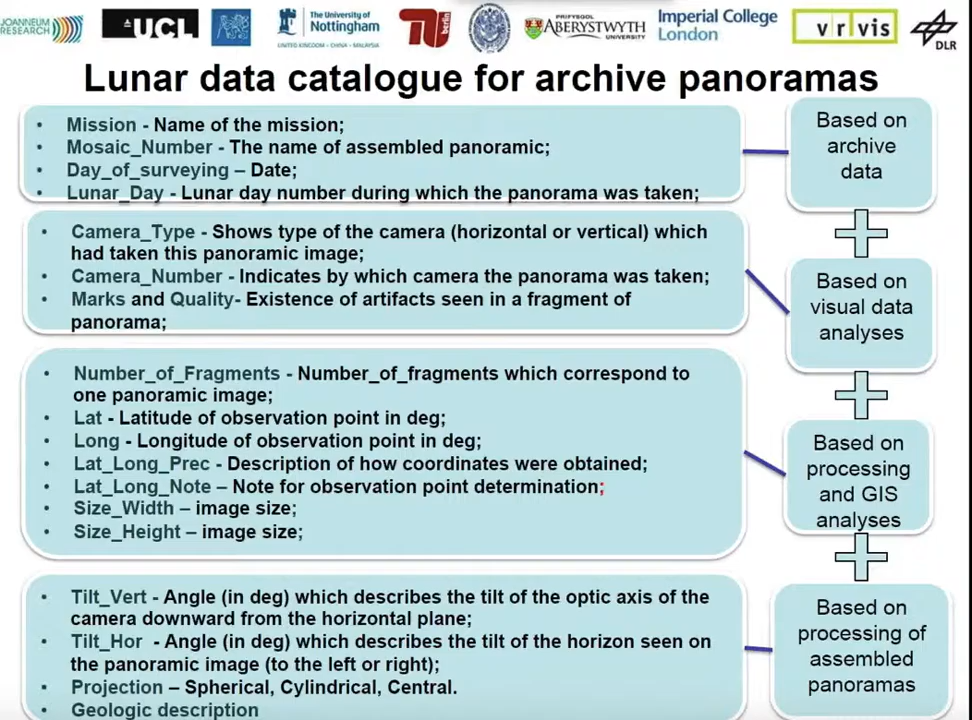 JOANNEUM
RESEARCH
UCL
The University of
Nottingham
UNITED KINGDOM · CHINA · MALAYSIA
berlin
PRIFYSGOL
ABERYSTWYTH
UNIVERSITY
Imperial College
London
vrvis
DLR
Lunar data catalogue for archive panoramas
• Mission - Name of the mission;
• Mosaic_Number - The name of assembled panoramic;
• Day_of_surveying – Date;
• Lunar_Day - Lunar day number during which the panorama was taken;
Based on
archive
data
• Camera_Type - Shows type of the camera (horizontal or vertical) which
had taken this panoramic image;
• Camera_Number - Indicates by which camera the panorama was taken;
• Marks and Quality- Existence of artifacts seen in a fragment of
panorama;
Based on
visual data
analyses
• Number_of_Fragments - Number_of_fragments which correspond to
one panoramic image;
• Lat - Latitude of observation point in deg;
• Long - Longitude of observation point in deg;
• Lat_Long_Prec - Description of how coordinates were obtained;
• Lat_Long_Note – Note for observation point determination;
• Size_Width – image size;
• Size_Height – image size;
Based on
processing
and GIS
analyses
• Tilt_Vert - Angle (in deg) which describes the tilt of the optic axis of the
camera downward from the horizontal plane;
• Tilt_Hor - Angle (in deg) which describes the tilt of the horizon seen on
the panoramic image (to the left or right);
• Projection – Spherical, Cylindrical, Central.
• Geologic description
Based on
processing of
assembled
panoramas